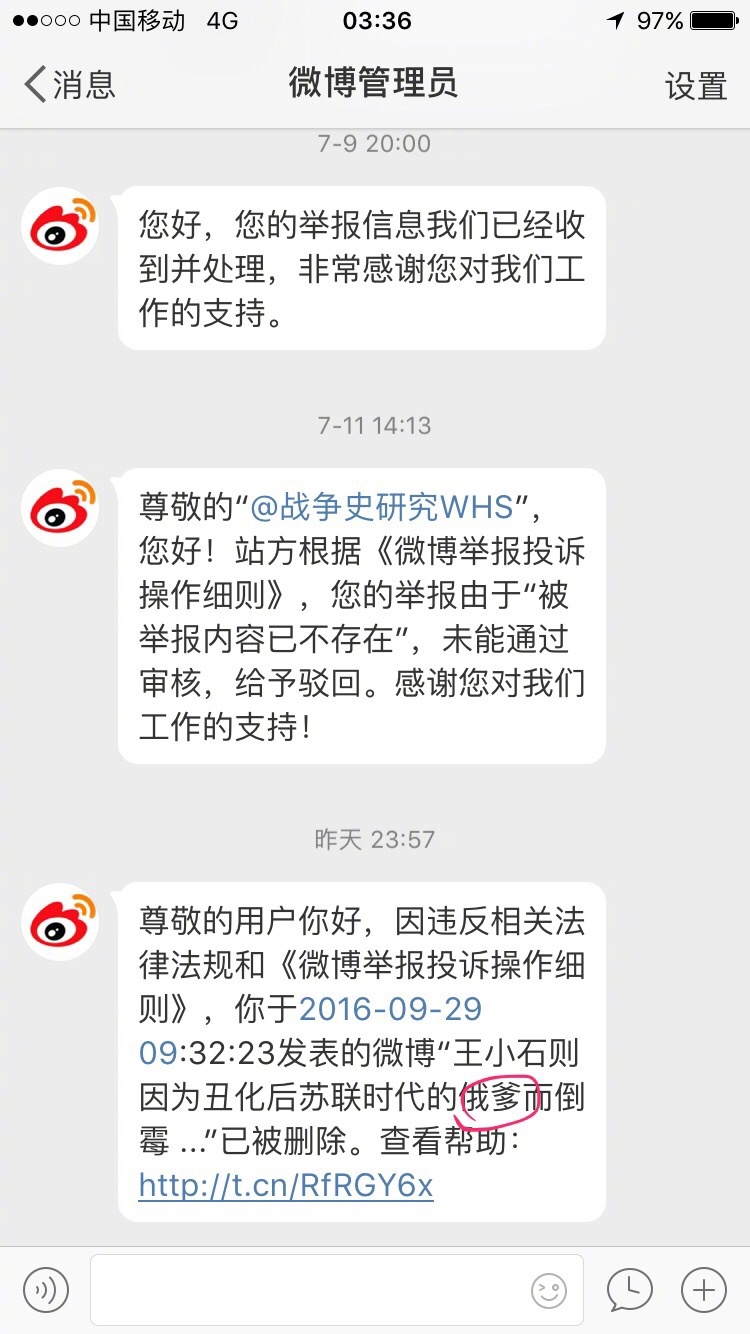 中国移动 4G 03:36 97%
消息 微博管理员 设置
7-9 20:00
您好，您的举报信息我们已经收
到并处理，非常感谢您对我们工
作的支持。
7-11 14:13
尊敬的“@战争史研究WHS”，
您好！站方根据《微博举报投诉
操作细则》，您的举报由于“被
举报内容已不存在”，未能通过
审核，给予驳回。感谢您对我们
工作的支持！
昨天 23:57
尊敬的用户你好，因违反相关法
律法规和《微博举报投诉操作细
则》，你于2016-09-29
09:32:23发表的微博“王小石则
因为丑化后苏联时代的俄爹而倒
霉 ...”已被删除。查看帮助：
http://t.cn/RfRGY6x